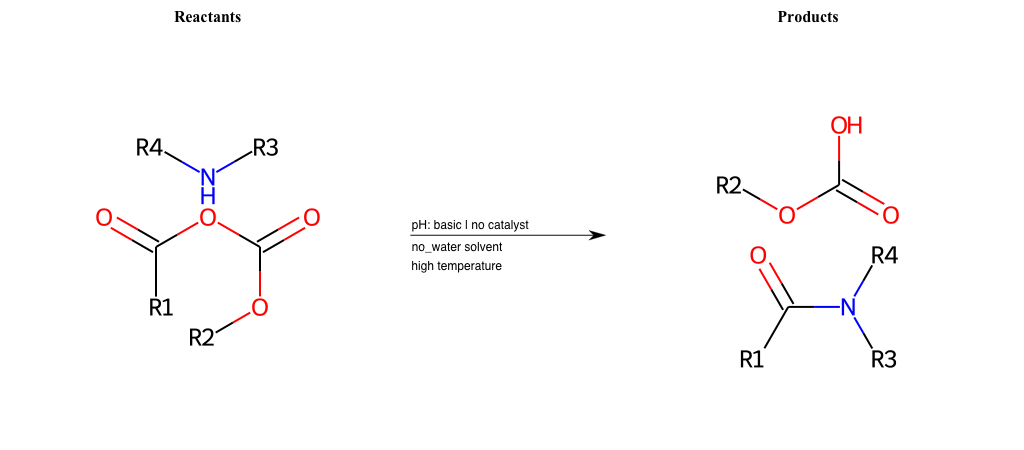 Reactants
Products
R4
R3
N
H
O
O
O
R1
O
R2
pH: basic | no catalyst
no_water solvent
high temperature
OH
R2
O
O
O
R4
N
R1
R3